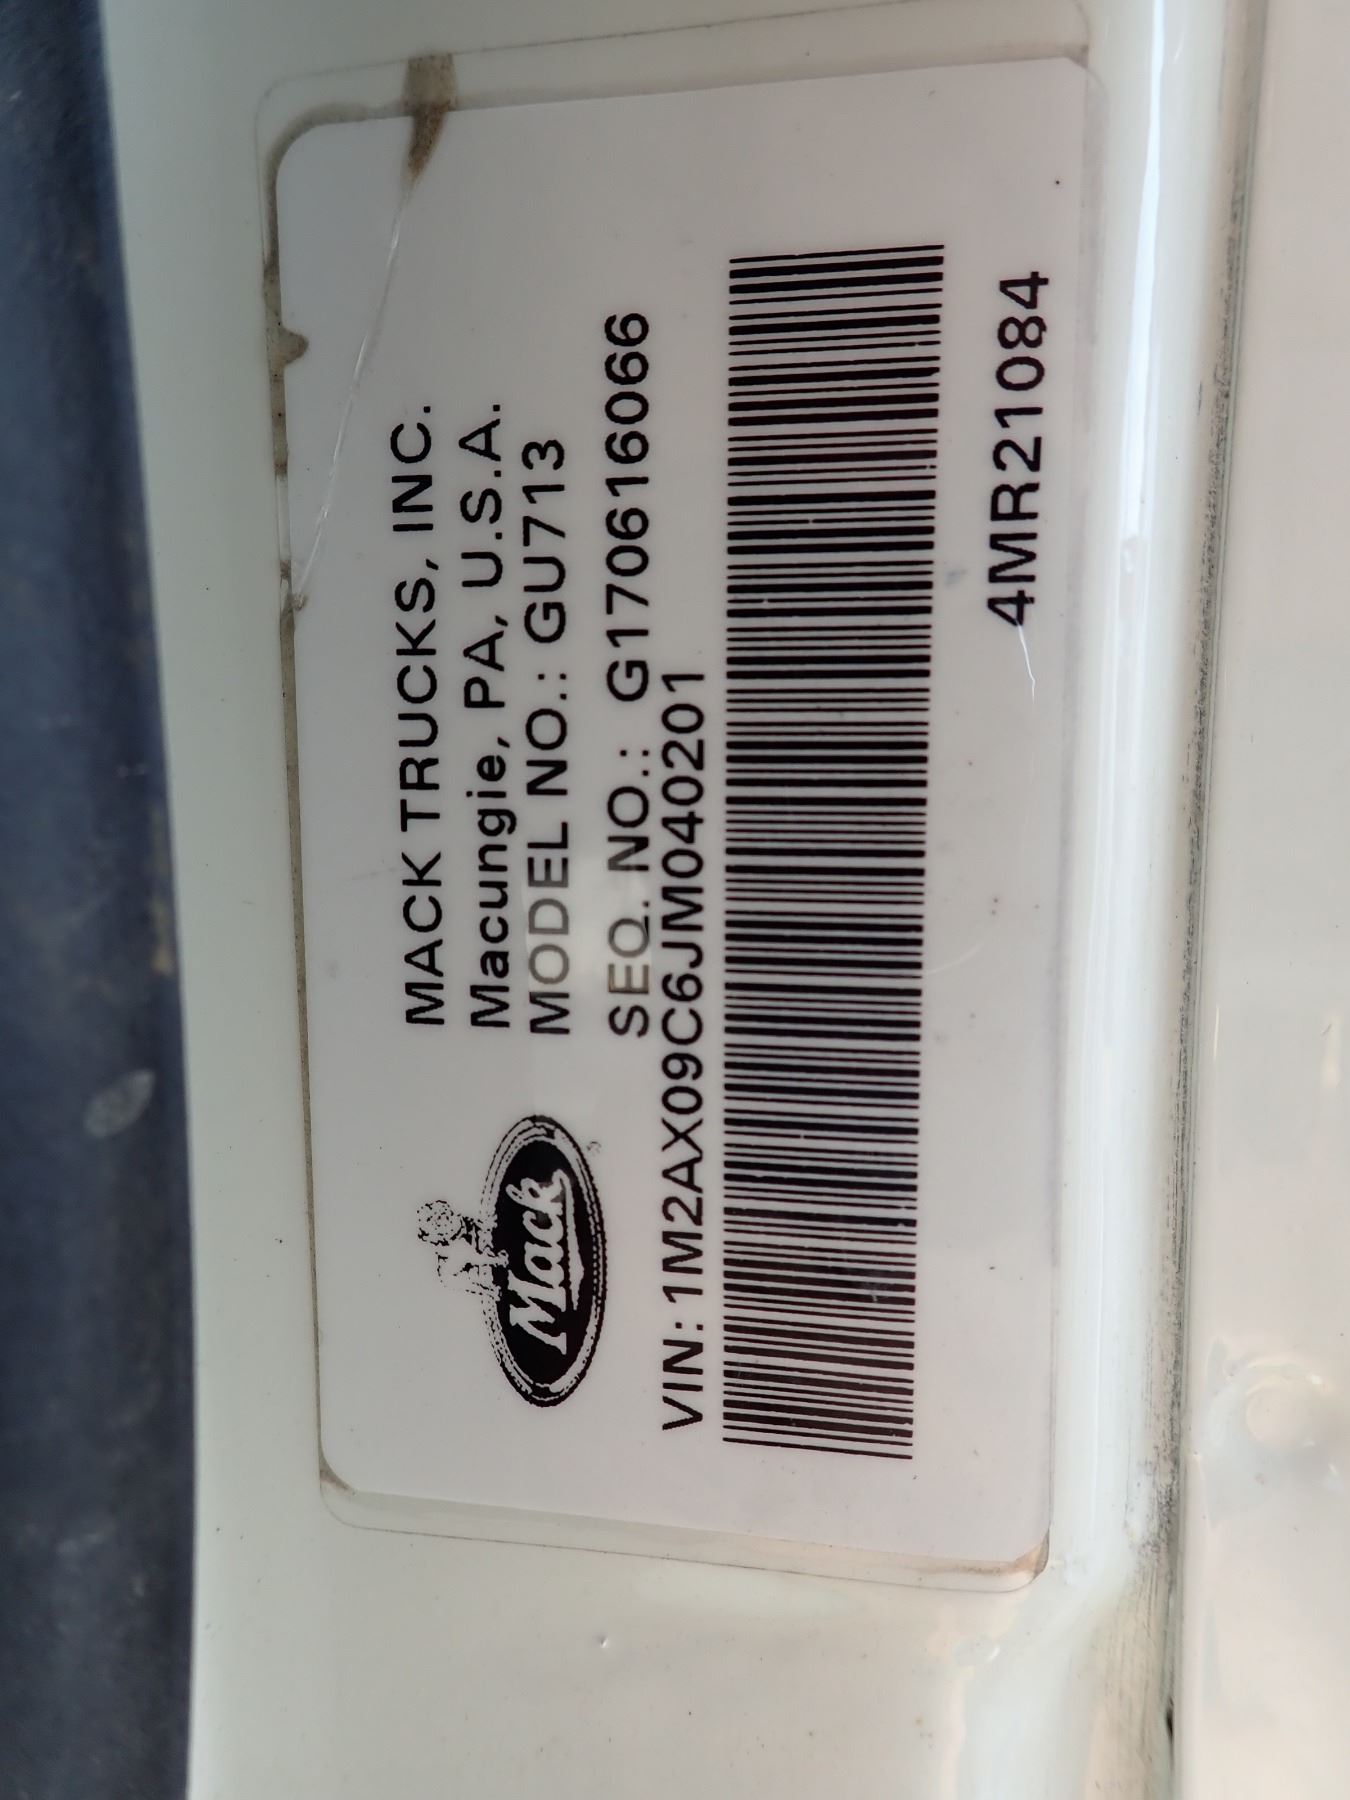 MACK TRUCKS, INC.
Macungie, PA, U.S.A.
MODEL NO.: GU713
SEQ. NO.: G170616066
Mack
VIN: 1M2AX09C6JM040201
4MR21084